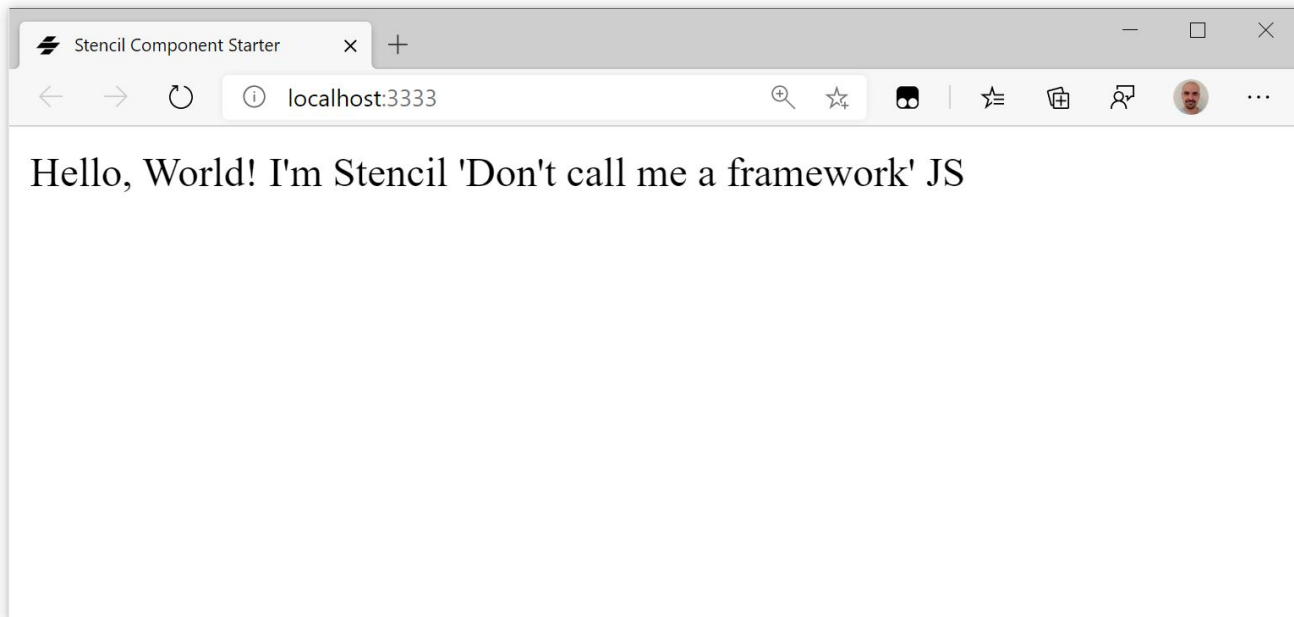 Stencil Component Starter
localhost:3333
Hello, World! I'm Stencil 'Don't call me a framework' JS